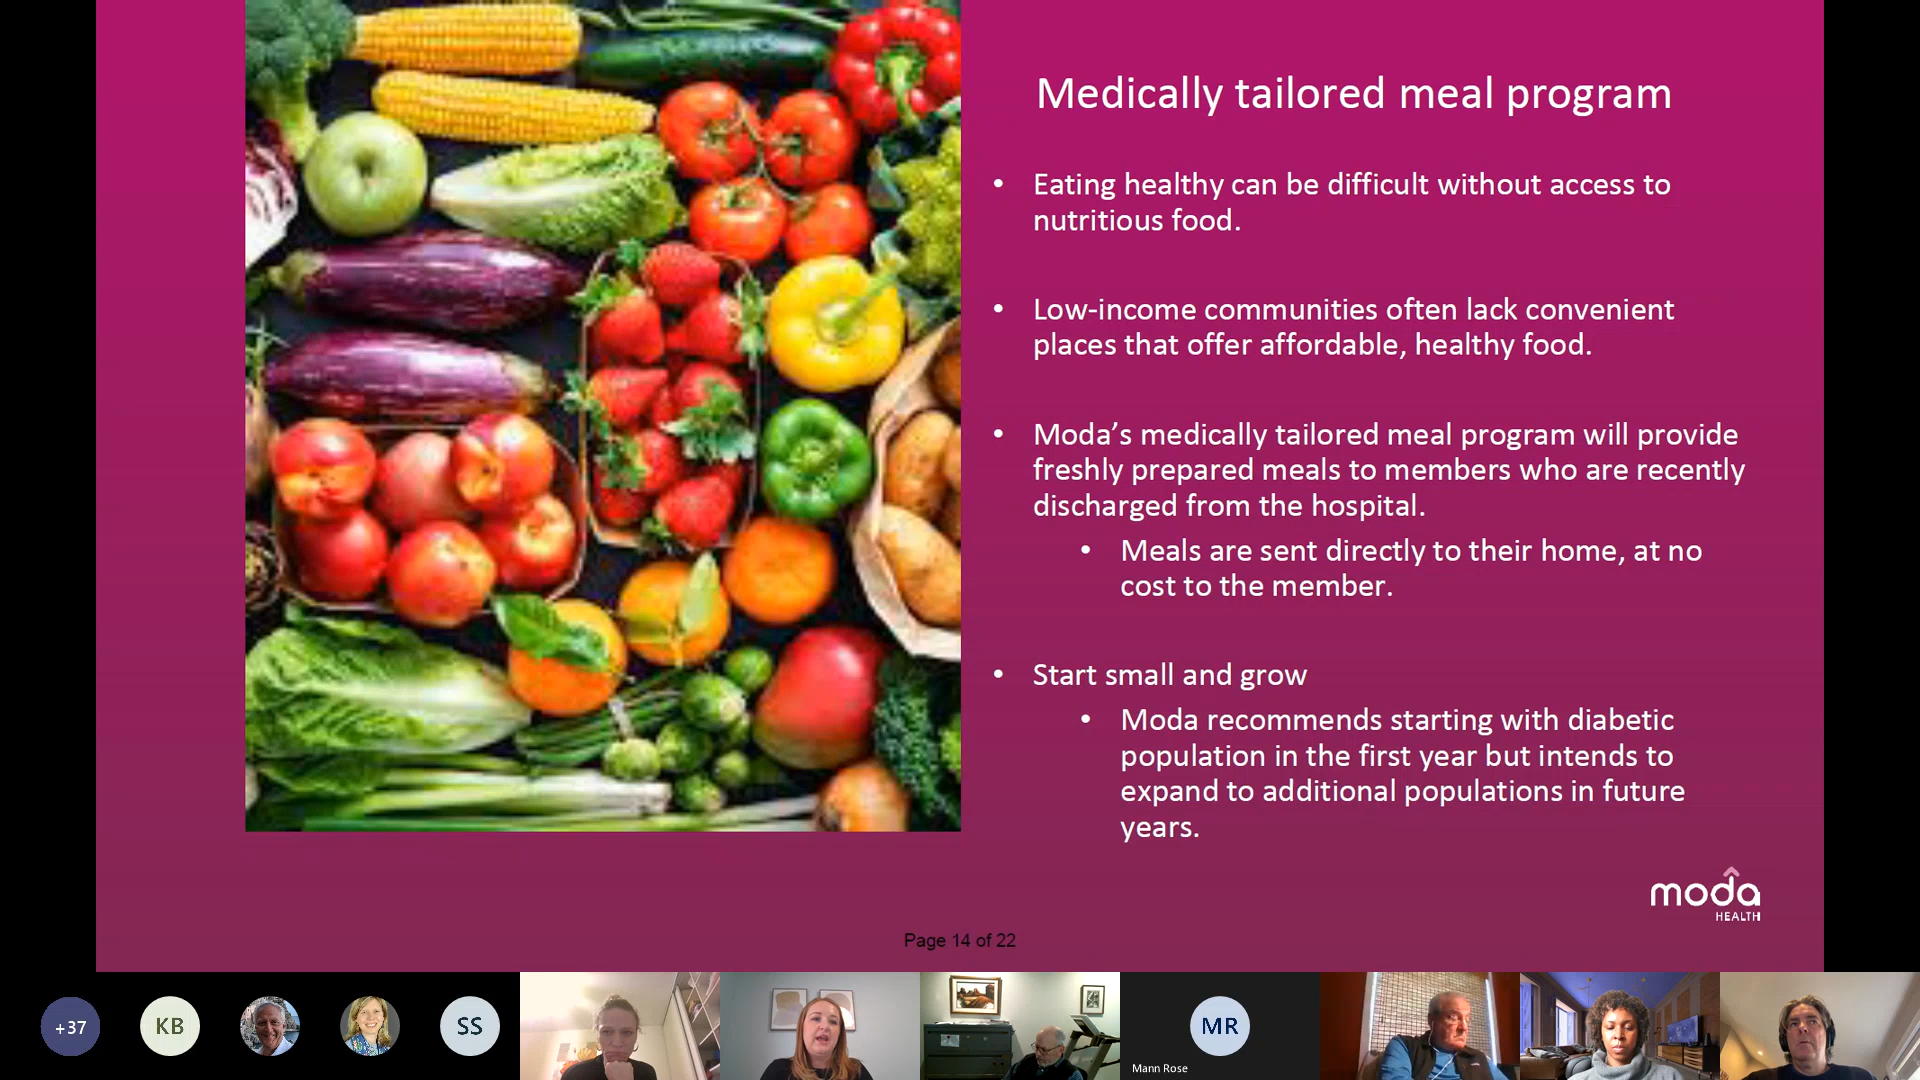 Medically tailored meal program
• Eating healthy can be difficult without access to
nutritious food.
• Low-income communities often lack convenient
places that offer affordable, healthy food.
• Moda’s medically tailored meal program will provide
freshly prepared meals to members who are recently
discharged from the hospital.
• Meals are sent directly to their home, at no
cost to the member.
• Start small and grow
• Moda recommends starting with diabetic
population in the first year but intends to
expand to additional populations in future
years.
moda
HEALTH
Page 14 of 22
+37
KB
SS
MR
Mann Rose